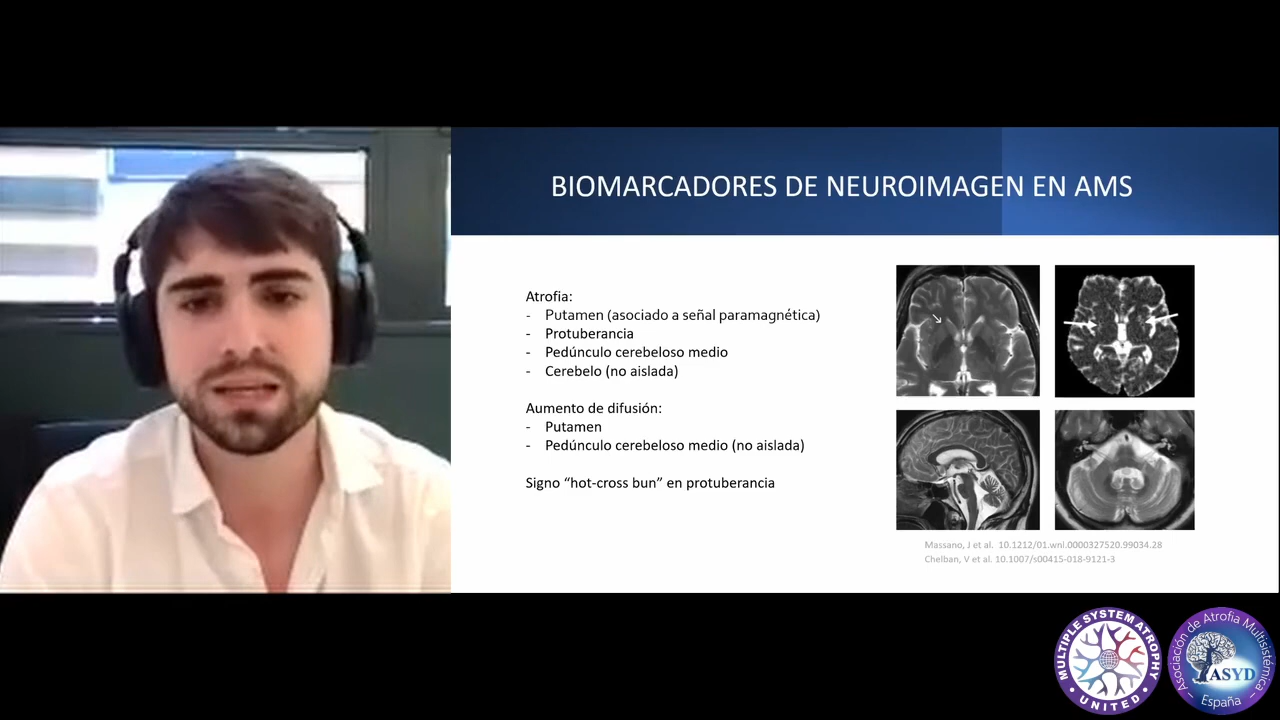 BIOMARCADORES DE NEUROIMAGEN EN AMS
Atrofia:
- Putamen (asociado a señal paramagnética)
- Protuberancia
- Pedúnculo cerebeloso medio
- Cerebelo (no aislada)
Aumento de difusión:
- Putamen
- Pedúnculo cerebeloso medio (no aislada)
Signo “hot-cross bun” en protuberancia
Massano, J et al. 10.1212/01.wnl.0000327520.99034.28
Chelban, V et al. 10.1007/s00415-018-9121-3
MULTIPLE SYSTEM ATROPHY
• UNITED •
Asociación de Atrofia Multisistémica
ASYD
- España -